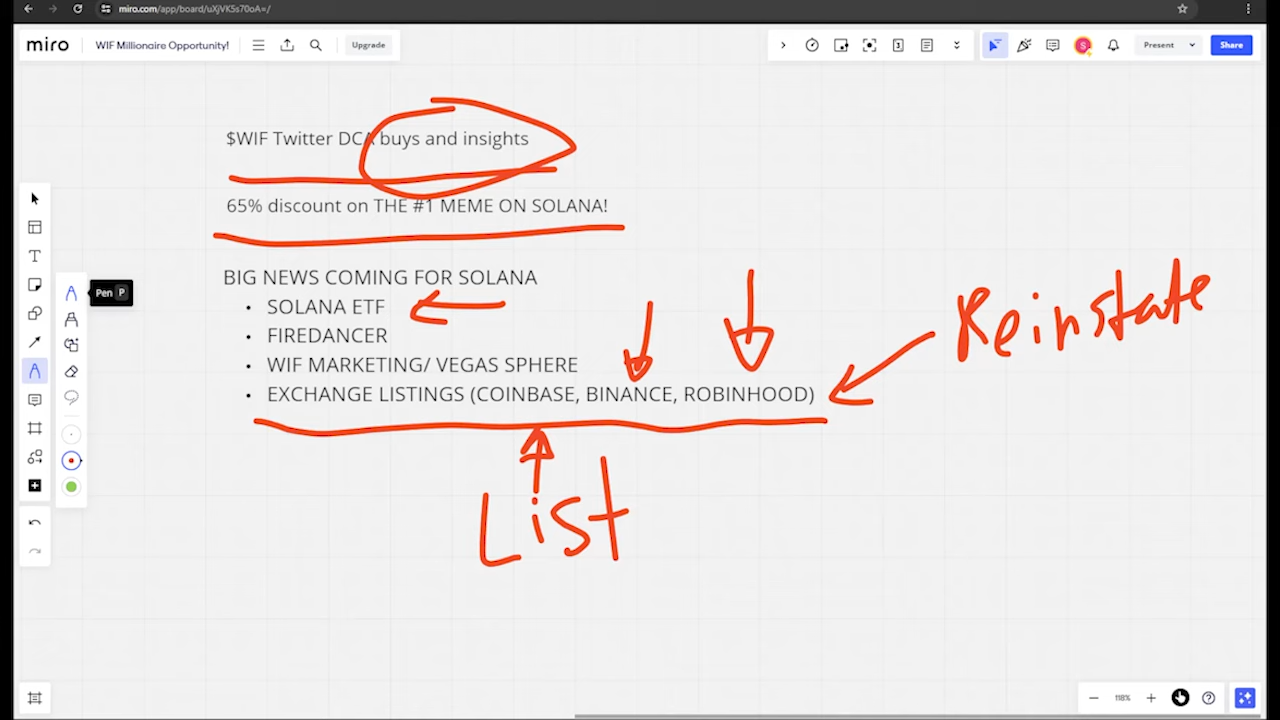 miro.com/app/board/uXjVK5s70oA=/
miro WIF Millionaire Opportunity! Upgrade Present Share
$WIF Twitter DCA buys and insights
65% discount on THE #1 MEME ON SOLANA!
BIG NEWS COMING FOR SOLANA
• SOLANA ETF
• FIREDANCER
• WIF MARKETING/ VEGAS SPHERE
• EXCHANGE LISTINGS (COINBASE, BINANCE, ROBINHOOD)
Reinstate
List
Pen P
S
118%